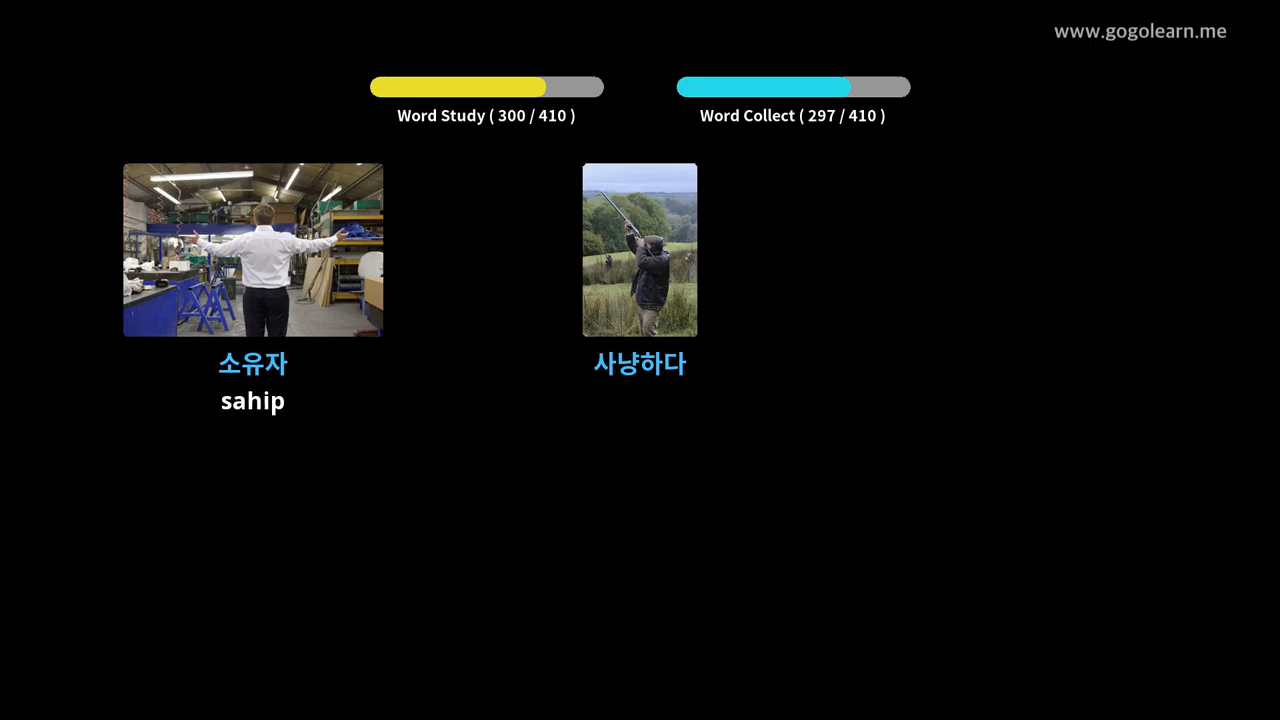 www.gogolearn.me
Word Study ( 300 / 410 )
Word Collect ( 297 / 410 )
소유자
sahip
사냥하다